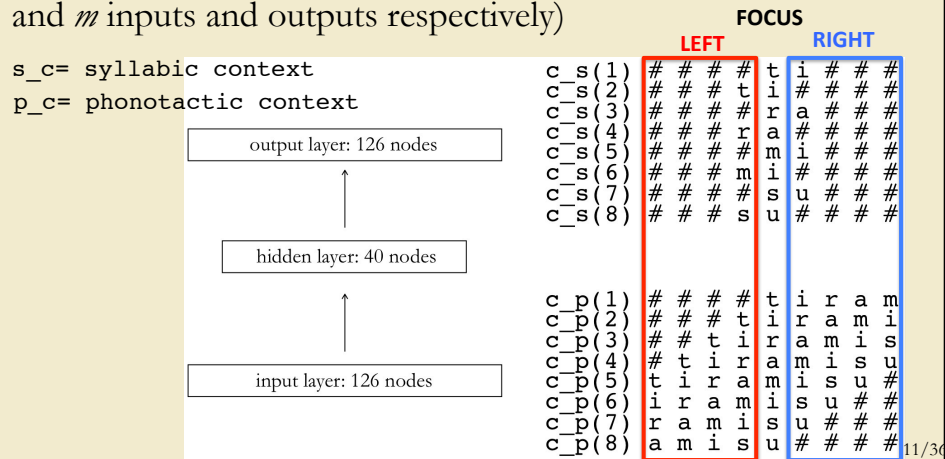 and m inputs and outputs respectively)
s_c= syllabic context
p_c= phonotactic context
output layer: 126 nodes
hidden layer: 40 nodes
input layer: 126 nodes
FOCUS
LEFT RIGHT
c_s(1) # # # # t i # # #
c_s(2) # # # t i # # # #
c_s(3) # # # # r a # # #
c_s(4) # # # r a # # # #
c_s(5) # # # # m i # # #
c_s(6) # # # m i # # # #
c_s(7) # # # # s u # # #
c_s(8) # # # s u # # # #
c_p(1) # # # # t i r a m
c_p(2) # # # t i r a m i
c_p(3) # # t i r a m i s
c_p(4) # t i r a m i s u
c_p(5) t i r a m i s u #
c_p(6) i r a m i s u # #
c_p(7) r a m i s u # # #
c_p(8) a m i s u # # # #
11/36